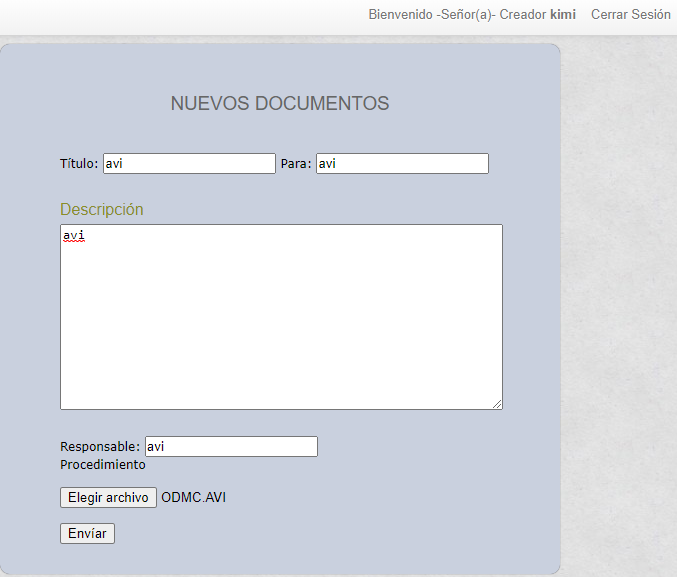 Bienvenido -Señor(a)- Creador kimi Cerrar Sesión
NUEVOS DOCUMENTOS
Título: avi Para: avi
Descripción
avi
Responsable: avi
Procedimiento
Elegir archivo ODMC.AVI
Envíar